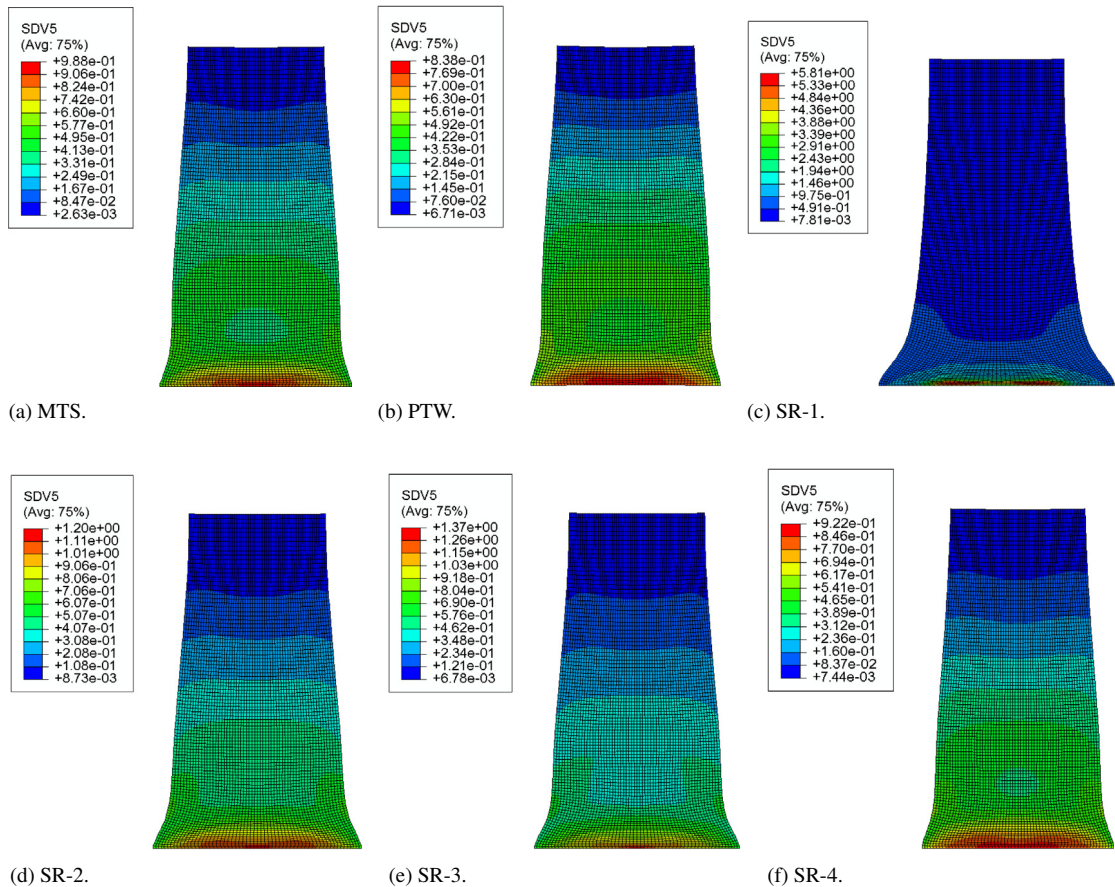 SDV5
(Avg: 75%)
+9.88e-01
+9.06e-01
+8.24e-01
+7.42e-01
+6.60e-01
+5.77e-01
+4.95e-01
+4.13e-01
+3.31e-01
+2.49e-01
+1.67e-01
+8.47e-02
+2.63e-03
(a) MTS.
SDV5
(Avg: 75%)
+8.38e-01
+7.69e-01
+7.00e-01
+6.30e-01
+5.61e-01
+4.92e-01
+4.22e-01
+3.53e-01
+2.84e-01
+2.15e-01
+1.45e-01
+7.60e-02
+6.71e-03
(b) PTW.
SDV5
(Avg: 75%)
+5.81e+00
+5.33e+00
+4.84e+00
+4.36e+00
+3.88e+00
+3.39e+00
+2.91e+00
+2.43e+00
+1.94e+00
+1.46e+00
+9.75e-01
+4.91e-01
+7.81e-03
(c) SR-1.
SDV5
(Avg: 75%)
+1.20e+00
+1.11e+00
+1.01e+00
+9.06e-01
+8.06e-01
+7.06e-01
+6.07e-01
+5.07e-01
+4.07e-01
+3.08e-01
+2.08e-01
+1.08e-01
+8.73e-03
(d) SR-2.
SDV5
(Avg: 75%)
+1.37e+00
+1.26e+00
+1.15e+00
+1.03e+00
+9.18e-01
+8.04e-01
+6.90e-01
+5.76e-01
+4.62e-01
+3.48e-01
+2.34e-01
+1.21e-01
+6.78e-03
(e) SR-3.
SDV5
(Avg: 75%)
+9.22e-01
+8.46e-01
+7.70e-01
+6.94e-01
+6.17e-01
+5.41e-01
+4.65e-01
+3.89e-01
+3.12e-01
+2.36e-01
+1.60e-01
+8.37e-02
+7.44e-03
(f) SR-4.